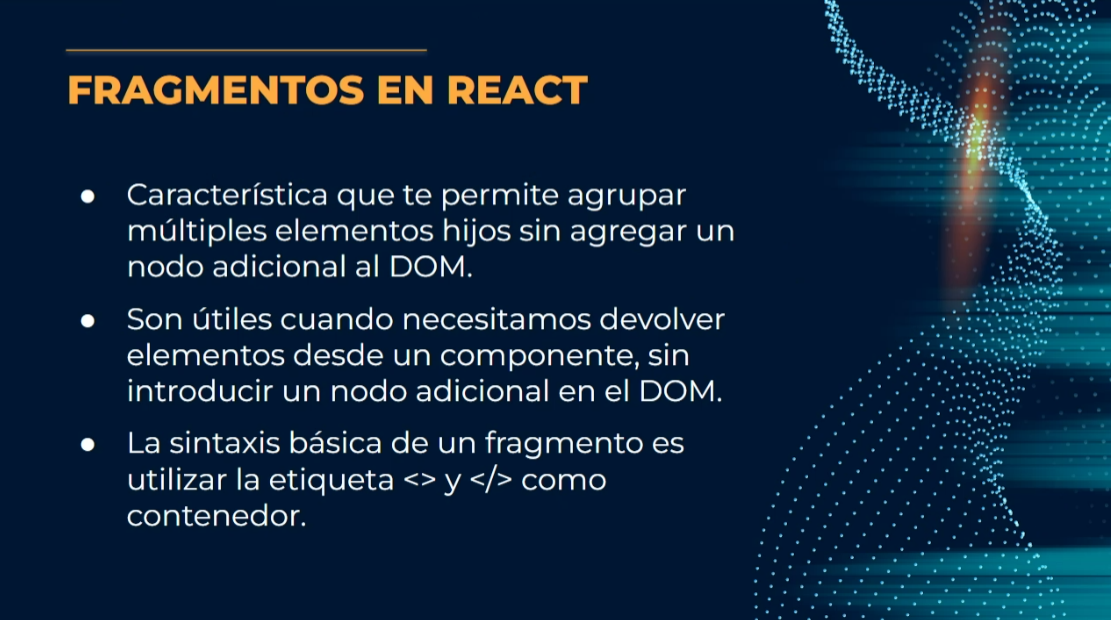 FRAGMENTOS EN REACT
● Característica que te permite agrupar
múltiples elementos hijos sin agregar un
nodo adicional al DOM.
● Son útiles cuando necesitamos devolver
elementos desde un componente, sin
introducir un nodo adicional en el DOM.
● La sintaxis básica de un fragmento es
utilizar la etiqueta <> y </> como
contenedor.